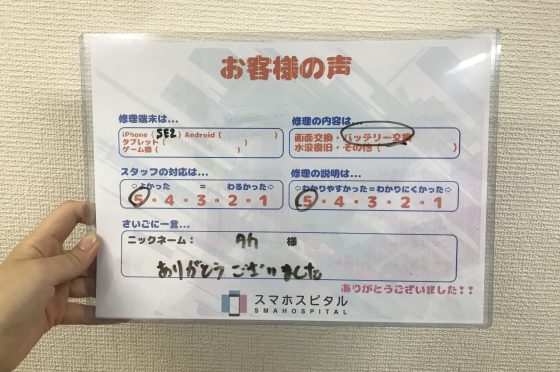 お客様の声
修理端末は...
iPhone（SE2）Android（　　　）
タブレット（　　　）
ゲーム機（　　　）
修理の内容は...
画面交換・バッテリー交換
水没復旧・その他（　　　）
スタッフの対応は...
⇦よかった　＝　わるかった⇨
5・4・3・2・1
修理の説明は...
⇦わかりやすかった＝わかりにくかった⇨
5・4・3・2・1
さいごに一言...
ニックネーム：　　　様
ありがとうございました
ありがとうございました！！
スマホスピタル
SMAHOSPITAL